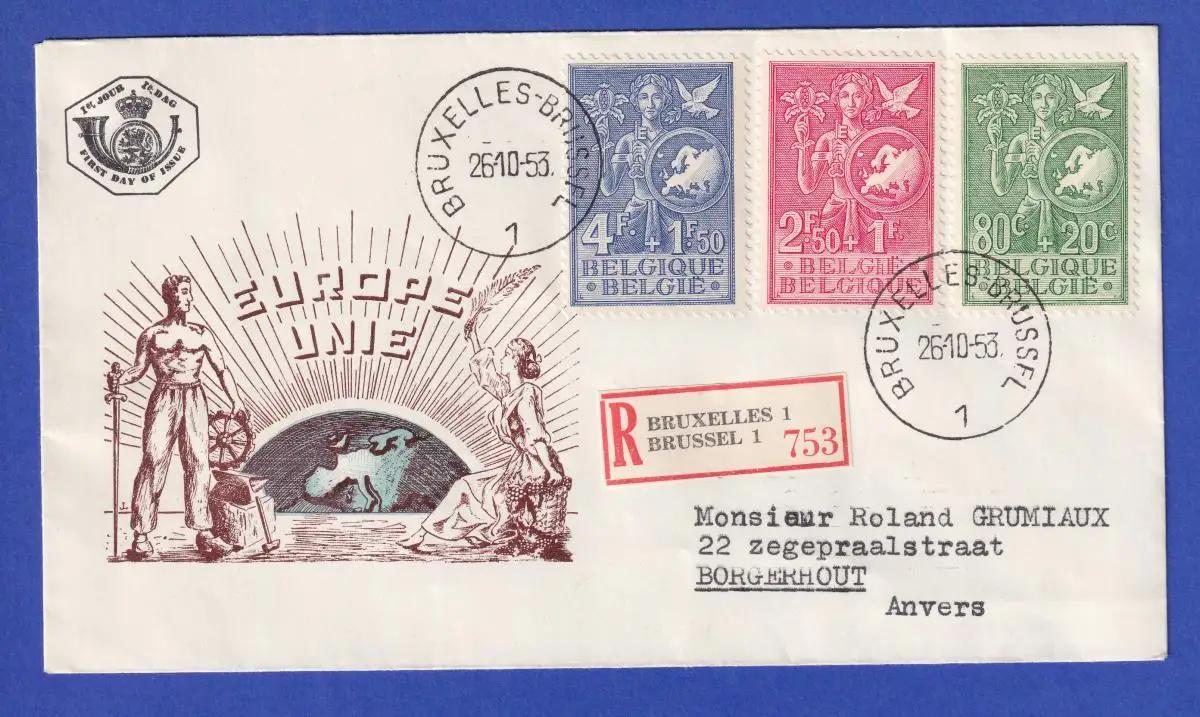 1er JOUR 1e DAG
FIRST DAY OF ISSUE
EUROPE
UNIE
BRUXELLES-BRUSSEL
26-10-53.
1
E
4F. + 1F.50
BELGIQUE
• BELGIË •
E
2F.50 + 1F.
• BELGIË •
BELGIQUE
E
80C. + 20C
BELGIQUE
• BELGIË •
BRUXELLES-BRUSSEL
26-10-53.
1
R BRUXELLES 1
BRUSSEL 1 753
Monsieur Roland GRUMIAUX
22 zegepraalstraat
BORGERHOUT
Anvers